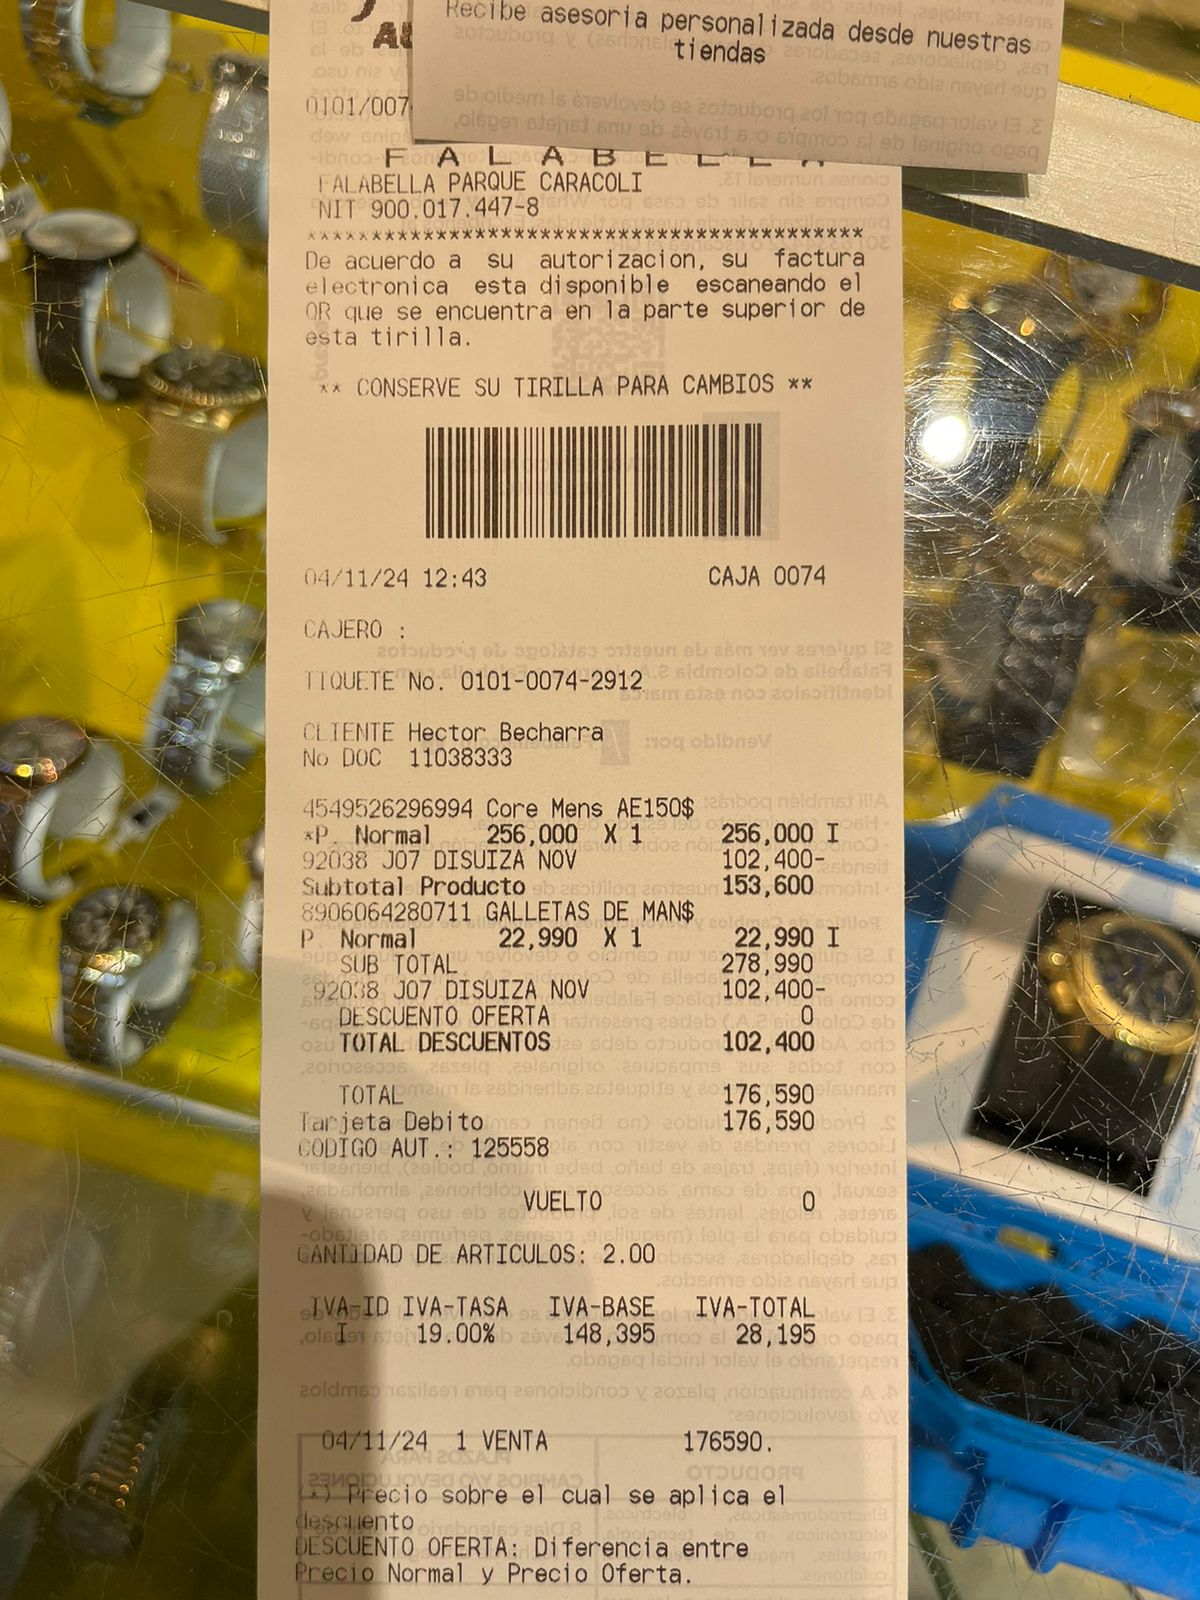 Recibe asesoria personalizada desde nuestras
tiendas
0101/007
FALABELLA
FALABELLA PARQUE CARACOLI
NIT 900.017.447-8
*******************************************
De acuerdo a su autorizacion, su factura
electronica esta disponible escaneando el
QR que se encuentra en la parte superior de
esta tirilla.
** CONSERVE SU TIRILLA PARA CAMBIOS **
04/11/24 12:43 CAJA 0074
CAJERO :
TIQUETE No. 0101-0074-2912
CLIENTE Hector Becharra
No DOC 11038333
4549526296994 Core Mens AE150$
*P. Normal 256,000 X 1 256,000 I
92038 J07 DISUIZA NOV 102,400-
Subtotal Producto 153,600
8906064280711 GALLETAS DE MAN$
P. Normal 22,990 X 1 22,990 I
SUB TOTAL 278,990
92038 J07 DISUIZA NOV 102,400-
DESCUENTO OFERTA 0
TOTAL DESCUENTOS 102,400
TOTAL 176,590
Tarjeta Debito 176,590
CODIGO AUT.: 125558
VUELTO 0
CANTIDAD DE ARTICULOS: 2.00
IVA-ID IVA-TASA IVA-BASE IVA-TOTAL
I 19.00% 148,395 28,195
04/11/24 1 VENTA 176590.
(*) Precio sobre el cual se aplica el
descuento
DESCUENTO OFERTA: Diferencia entre
Precio Normal y Precio Oferta.